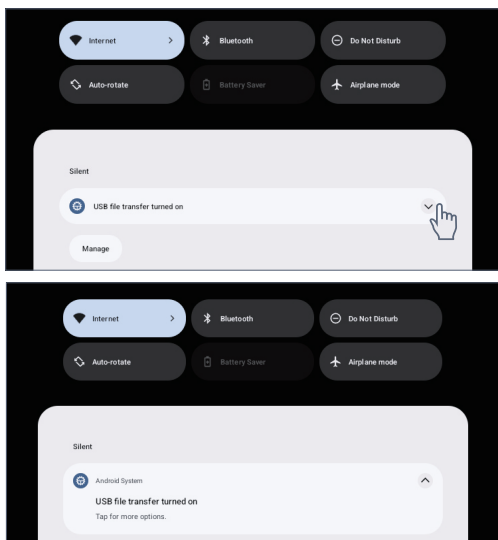 Internet
Bluetooth
Do Not Disturb
Auto-rotate
Battery Saver
Airplane mode
Silent
USB file transfer turned on
Manage
Internet
Bluetooth
Do Not Disturb
Auto-rotate
Battery Saver
Airplane mode
Silent
Android System
USB file transfer turned on
Tap for more options.